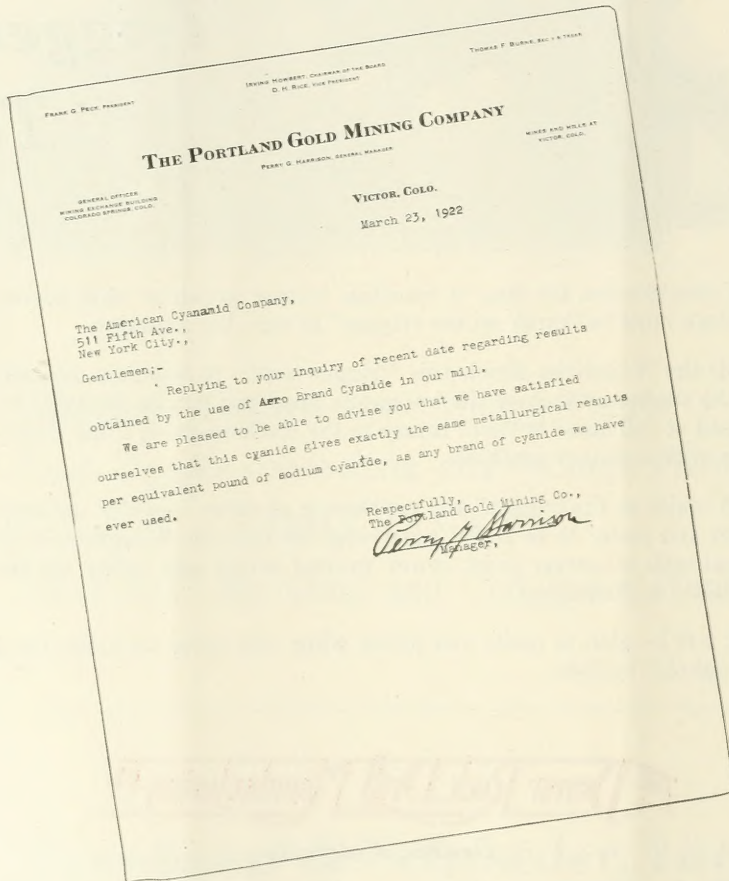 FRANK G. PECK, PRESIDENT
IRVING HOWBERT, CHAIRMAN OF THE BOARD
D. H. RICE, VICE PRESIDENT
THOMAS F. BURKE, SEC'Y & TREAS
THE PORTLAND GOLD MINING COMPANY
PERRY G. HARRISON, GENERAL MANAGER
GENERAL OFFICES
MINING EXCHANGE BUILDING
COLORADO SPRINGS, COLO.
MINES AND MILLS AT
VICTOR, COLO.
VICTOR, COLO.
March 23, 1922
The American Cyanamid Company,
511 Fifth Ave.,
New York City.,
Gentlemen;-
Replying to your inquiry of recent date regarding results
obtained by the use of Aero Brand Cyanide in our mill.
We are pleased to be able to advise you that we have satisfied
ourselves that this cyanide gives exactly the same metallurgical results
per equivalent pound of sodium cyanide, as any brand of cyanide we have
ever used.
Respectfully,
The Portland Gold Mining Co.,
Perry G Harrison
Manager,